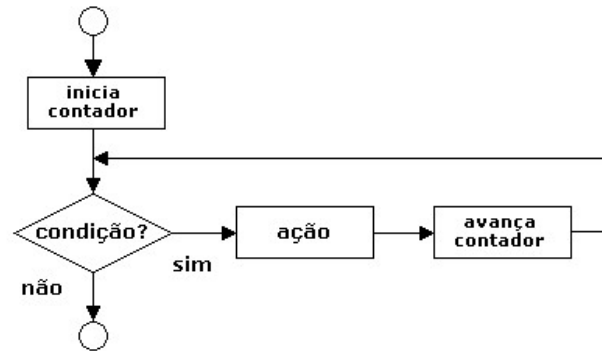 inicia
contador
condição?
sim
ação
avança
contador
não